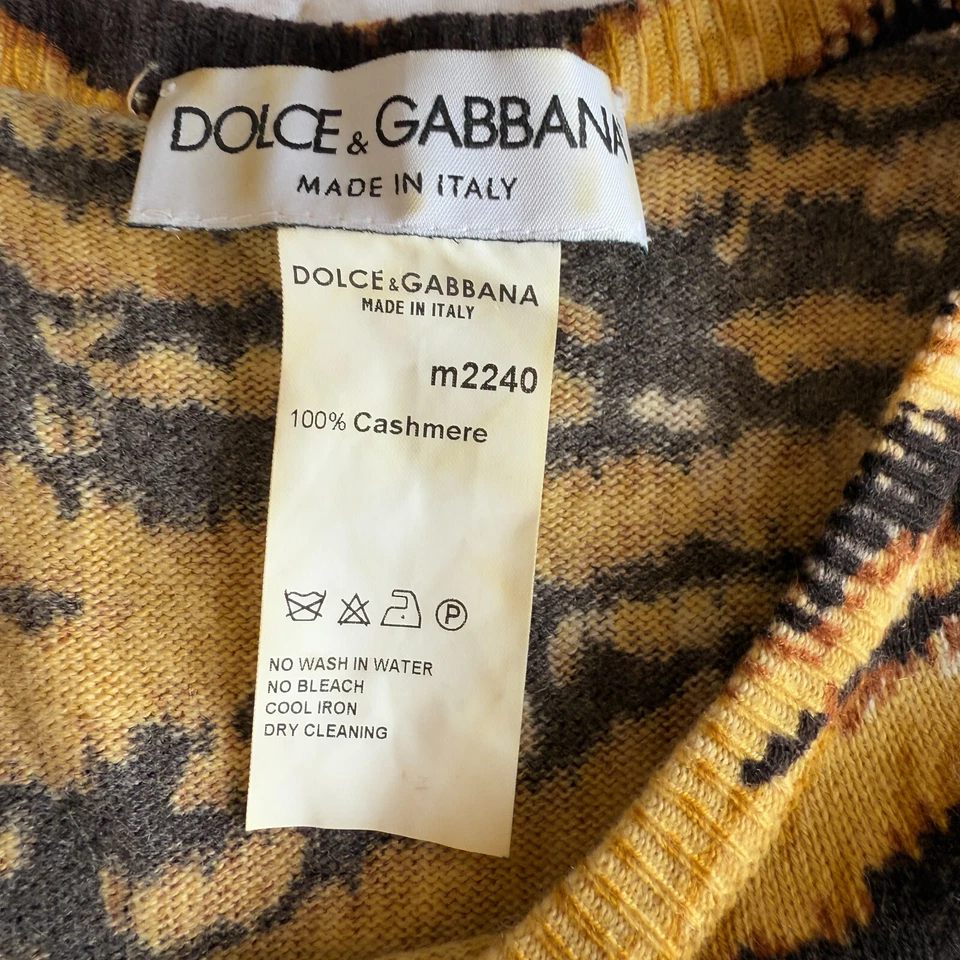 DOLCE & GABBANA
MADE IN ITALY
DOLCE & GABBANA
MADE IN ITALY
m2240
100% Cashmere
P
NO WASH IN WATER
NO BLEACH
COOL IRON
DRY CLEANING